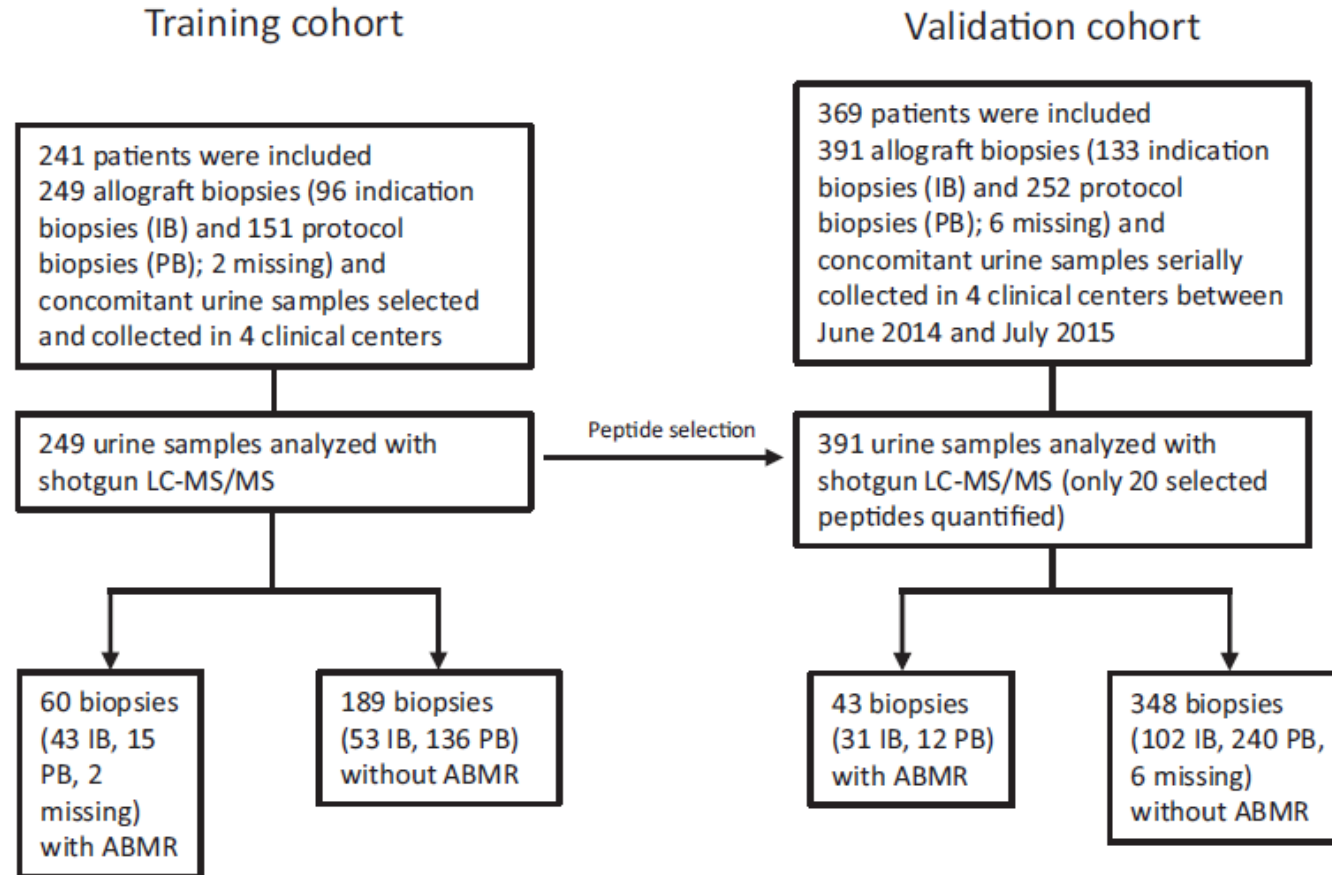 Training cohort
241 patients were included
249 allograft biopsies (96 indication
biopsies (IB) and 151 protocol
biopsies (PB); 2 missing) and
concomitant urine samples selected
and collected in 4 clinical centers
249 urine samples analyzed with
shotgun LC-MS/MS
60 biopsies
(43 IB, 15
PB, 2
missing)
with ABMR
189 biopsies
(53 IB, 136 PB)
without ABMR
Peptide selection
Validation cohort
369 patients were included
391 allograft biopsies (133 indication
biopsies (IB) and 252 protocol
biopsies (PB); 6 missing) and
concomitant urine samples serially
collected in 4 clinical centers between
June 2014 and July 2015
391 urine samples analyzed with
shotgun LC-MS/MS (only 20 selected
peptides quantified)
43 biopsies
(31 IB, 12 PB)
with ABMR
348 biopsies
(102 IB, 240 PB,
6 missing)
without ABMR